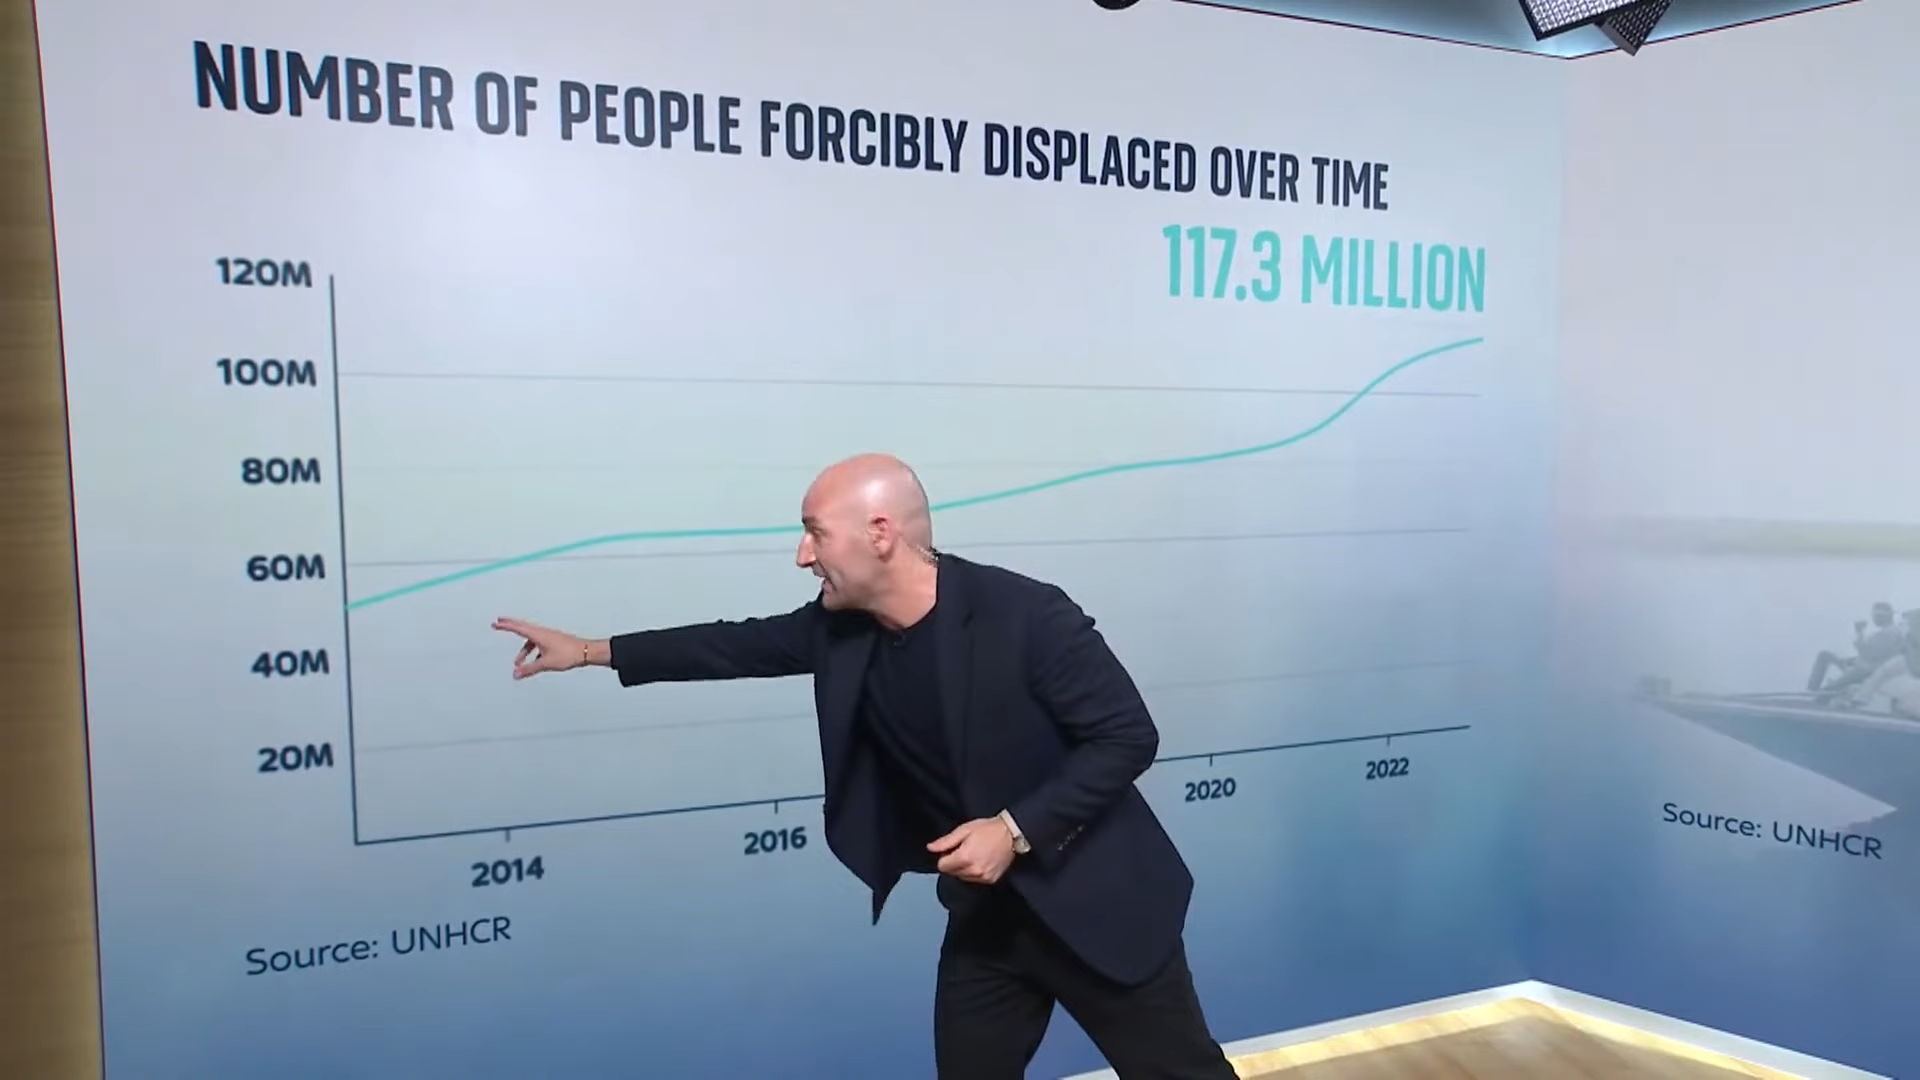 NUMBER OF PEOPLE FORCIBLY DISPLACED OVER TIME
117.3 MILLION
120M
100M
80M
60M
40M
20M
2014
2016
2020
2022
Source: UNHCR
Source: UNHCR